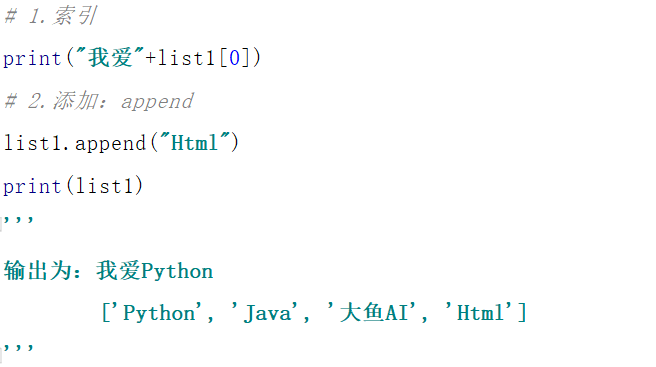 # 1.索引
print("我爱"+list1[0])
# 2.添加：append
list1.append("Html")
print(list1)
'''
输出为：我爱Python
['Python', 'Java', '大鱼AI', 'Html']
'''